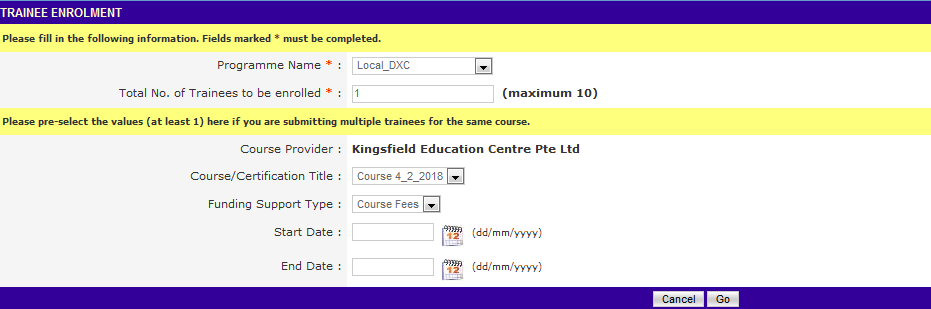 TRAINEE ENROLMENT
Please fill in the following information. Fields marked * must be completed.
Programme Name * : Local_DXC
Total No. of Trainees to be enrolled * : 1 (maximum 10)
Please pre-select the values (at least 1) here if you are submitting multiple trainees for the same course.
Course Provider : Kingsfield Education Centre Pte Ltd
Course/Certification Title : Course 4_2_2018
Funding Support Type : Course Fees
Start Date : 12 (dd/mm/yyyy)
End Date : 12 (dd/mm/yyyy)
Cancel Go